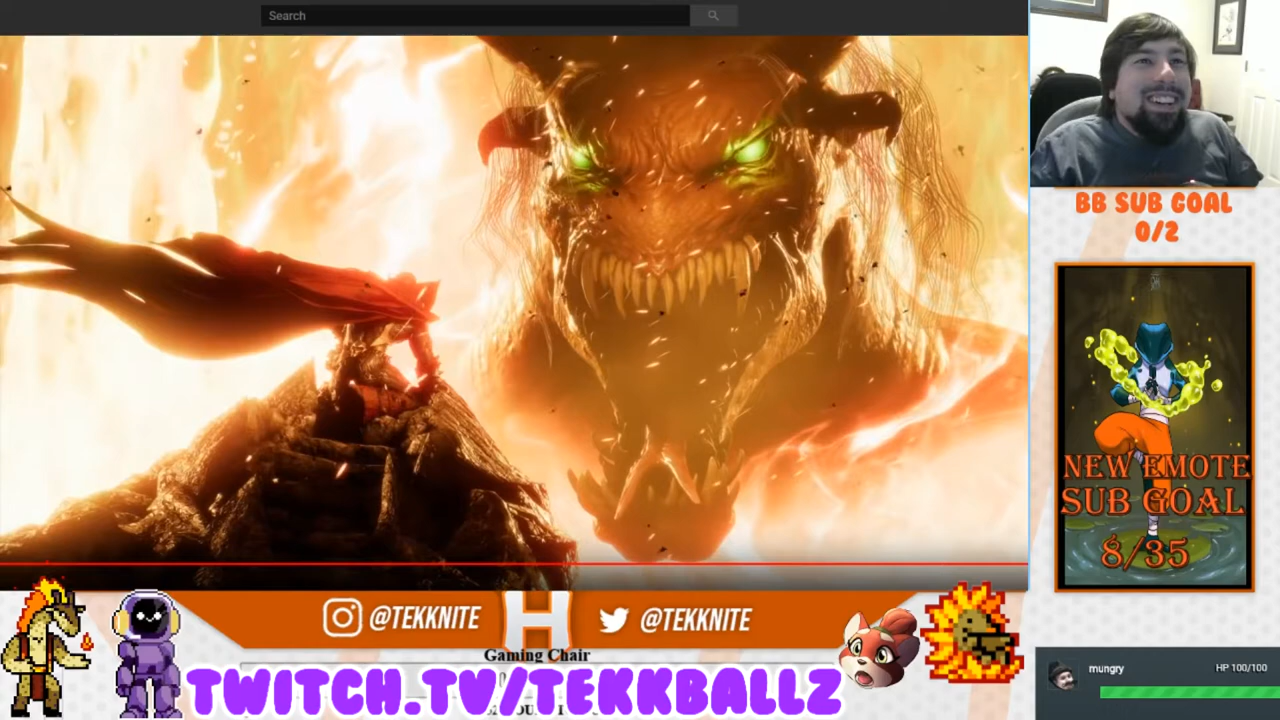 Search
BB SUB GOAL
0/2
NEW EMOTE
SUB GOAL
8/35
@TEKKNITE
H
@TEKKNITE
Gaming Chair
TWITCH.TV/TEKKBALLZ
mungry
HP 100/100